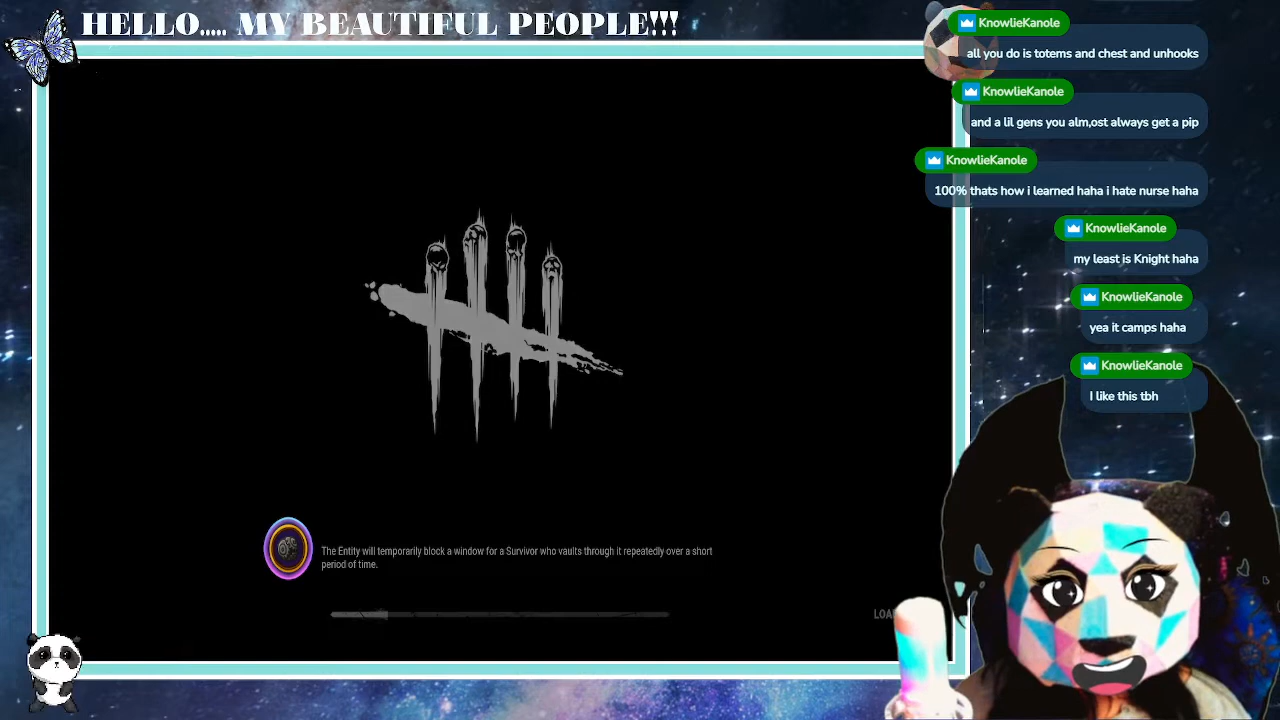 HELLO..... MY BEAUTIFUL PEOPLE!!!
KnowlieKanole
all you do is totems and chest and unhooks
KnowlieKanole
and a lil gens you alm,ost always get a pip
KnowlieKanole
100% thats how i learned haha i hate nurse haha
KnowlieKanole
my least is Knight haha
KnowlieKanole
yea it camps haha
KnowlieKanole
I like this tbh
The Entity will temporarily block a window for a Survivor who vaults through it repeatedly over a short
period of time.
LOA